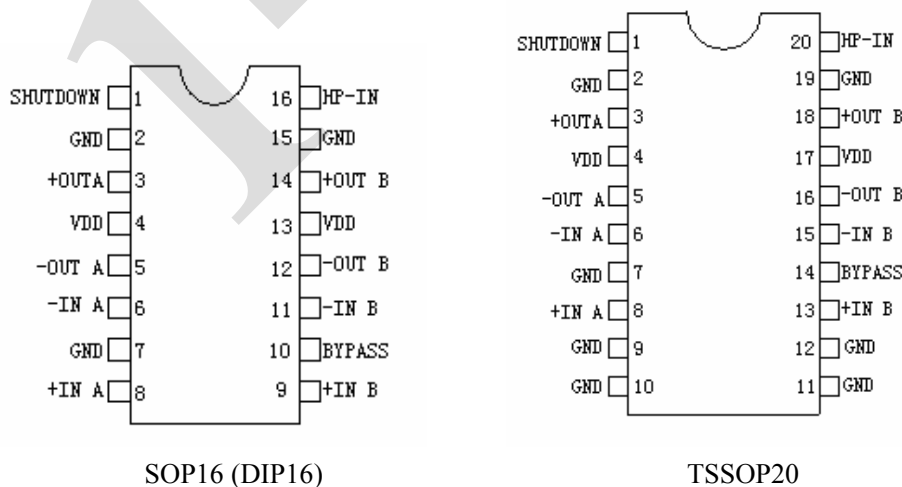 SHUTDOWN 1 16 HP-IN
GND 2 15 GND
+OUTA 3 14 +OUT B
VDD 4 13 VDD
-OUT A 5 12 -OUT B
-IN A 6 11 -IN B
GND 7 10 BYPASS
+IN A 8 9 +IN B
SOP16 (DIP16)
SHUTDOWN 1 20 HP-IN
GND 2 19 GND
+OUTA 3 18 +OUT B
VDD 4 17 VDD
-OUT A 5 16 -OUT B
-IN A 6 15 -IN B
GND 7 14 BYPASS
+IN A 8 13 +IN B
GND 9 12 GND
GND 10 11 GND
TSSOP20